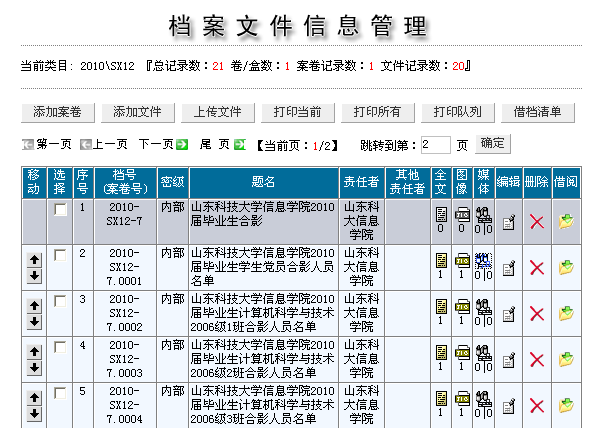 档案文件信息管理
当前类目: 2010\SX12 『总记录数：21 卷/盒数：1 案卷记录数：1 文件记录数：20』
添加案卷 添加文件 上传文件 打印当前 打印所有 打印队列 借档清单
第一页 上一页 下一页 尾 页 【当前页：1/2】 跳转到第：2 页 确定
移动 选择 序号 档号(案卷号) 密级 题名 责任者 其他责任者 全文 图像 媒体 编辑 删除 借阅
1 2010- 内部 山东科技大学信息学院2010 山东科
SX12-7 届毕业生合影 大信息
学院 0 0 0|0
2 2010- 内部 山东科技大学信息学院2010 山东科
SX12- 届毕业生学生党员合影人员 大信息
7.0001 名单 学院 1 1 0|0
3 2010- 内部 山东科技大学信息学院2010 山东科
SX12- 届毕业生计算机科学与技术 大信息
7.0002 2006级1班合影人员名单 学院 1 1 0|0
4 2010- 内部 山东科技大学信息学院2010 山东科
SX12- 届毕业生计算机科学与技术 大信息
7.0003 2006级2班合影人员名单 学院 1 1 0|0
5 2010- 内部 山东科技大学信息学院2010 山东科
SX12- 届毕业生计算机科学与技术 大信息
7.0004 2006级3班合影人员名单 学院 1 1 0|0